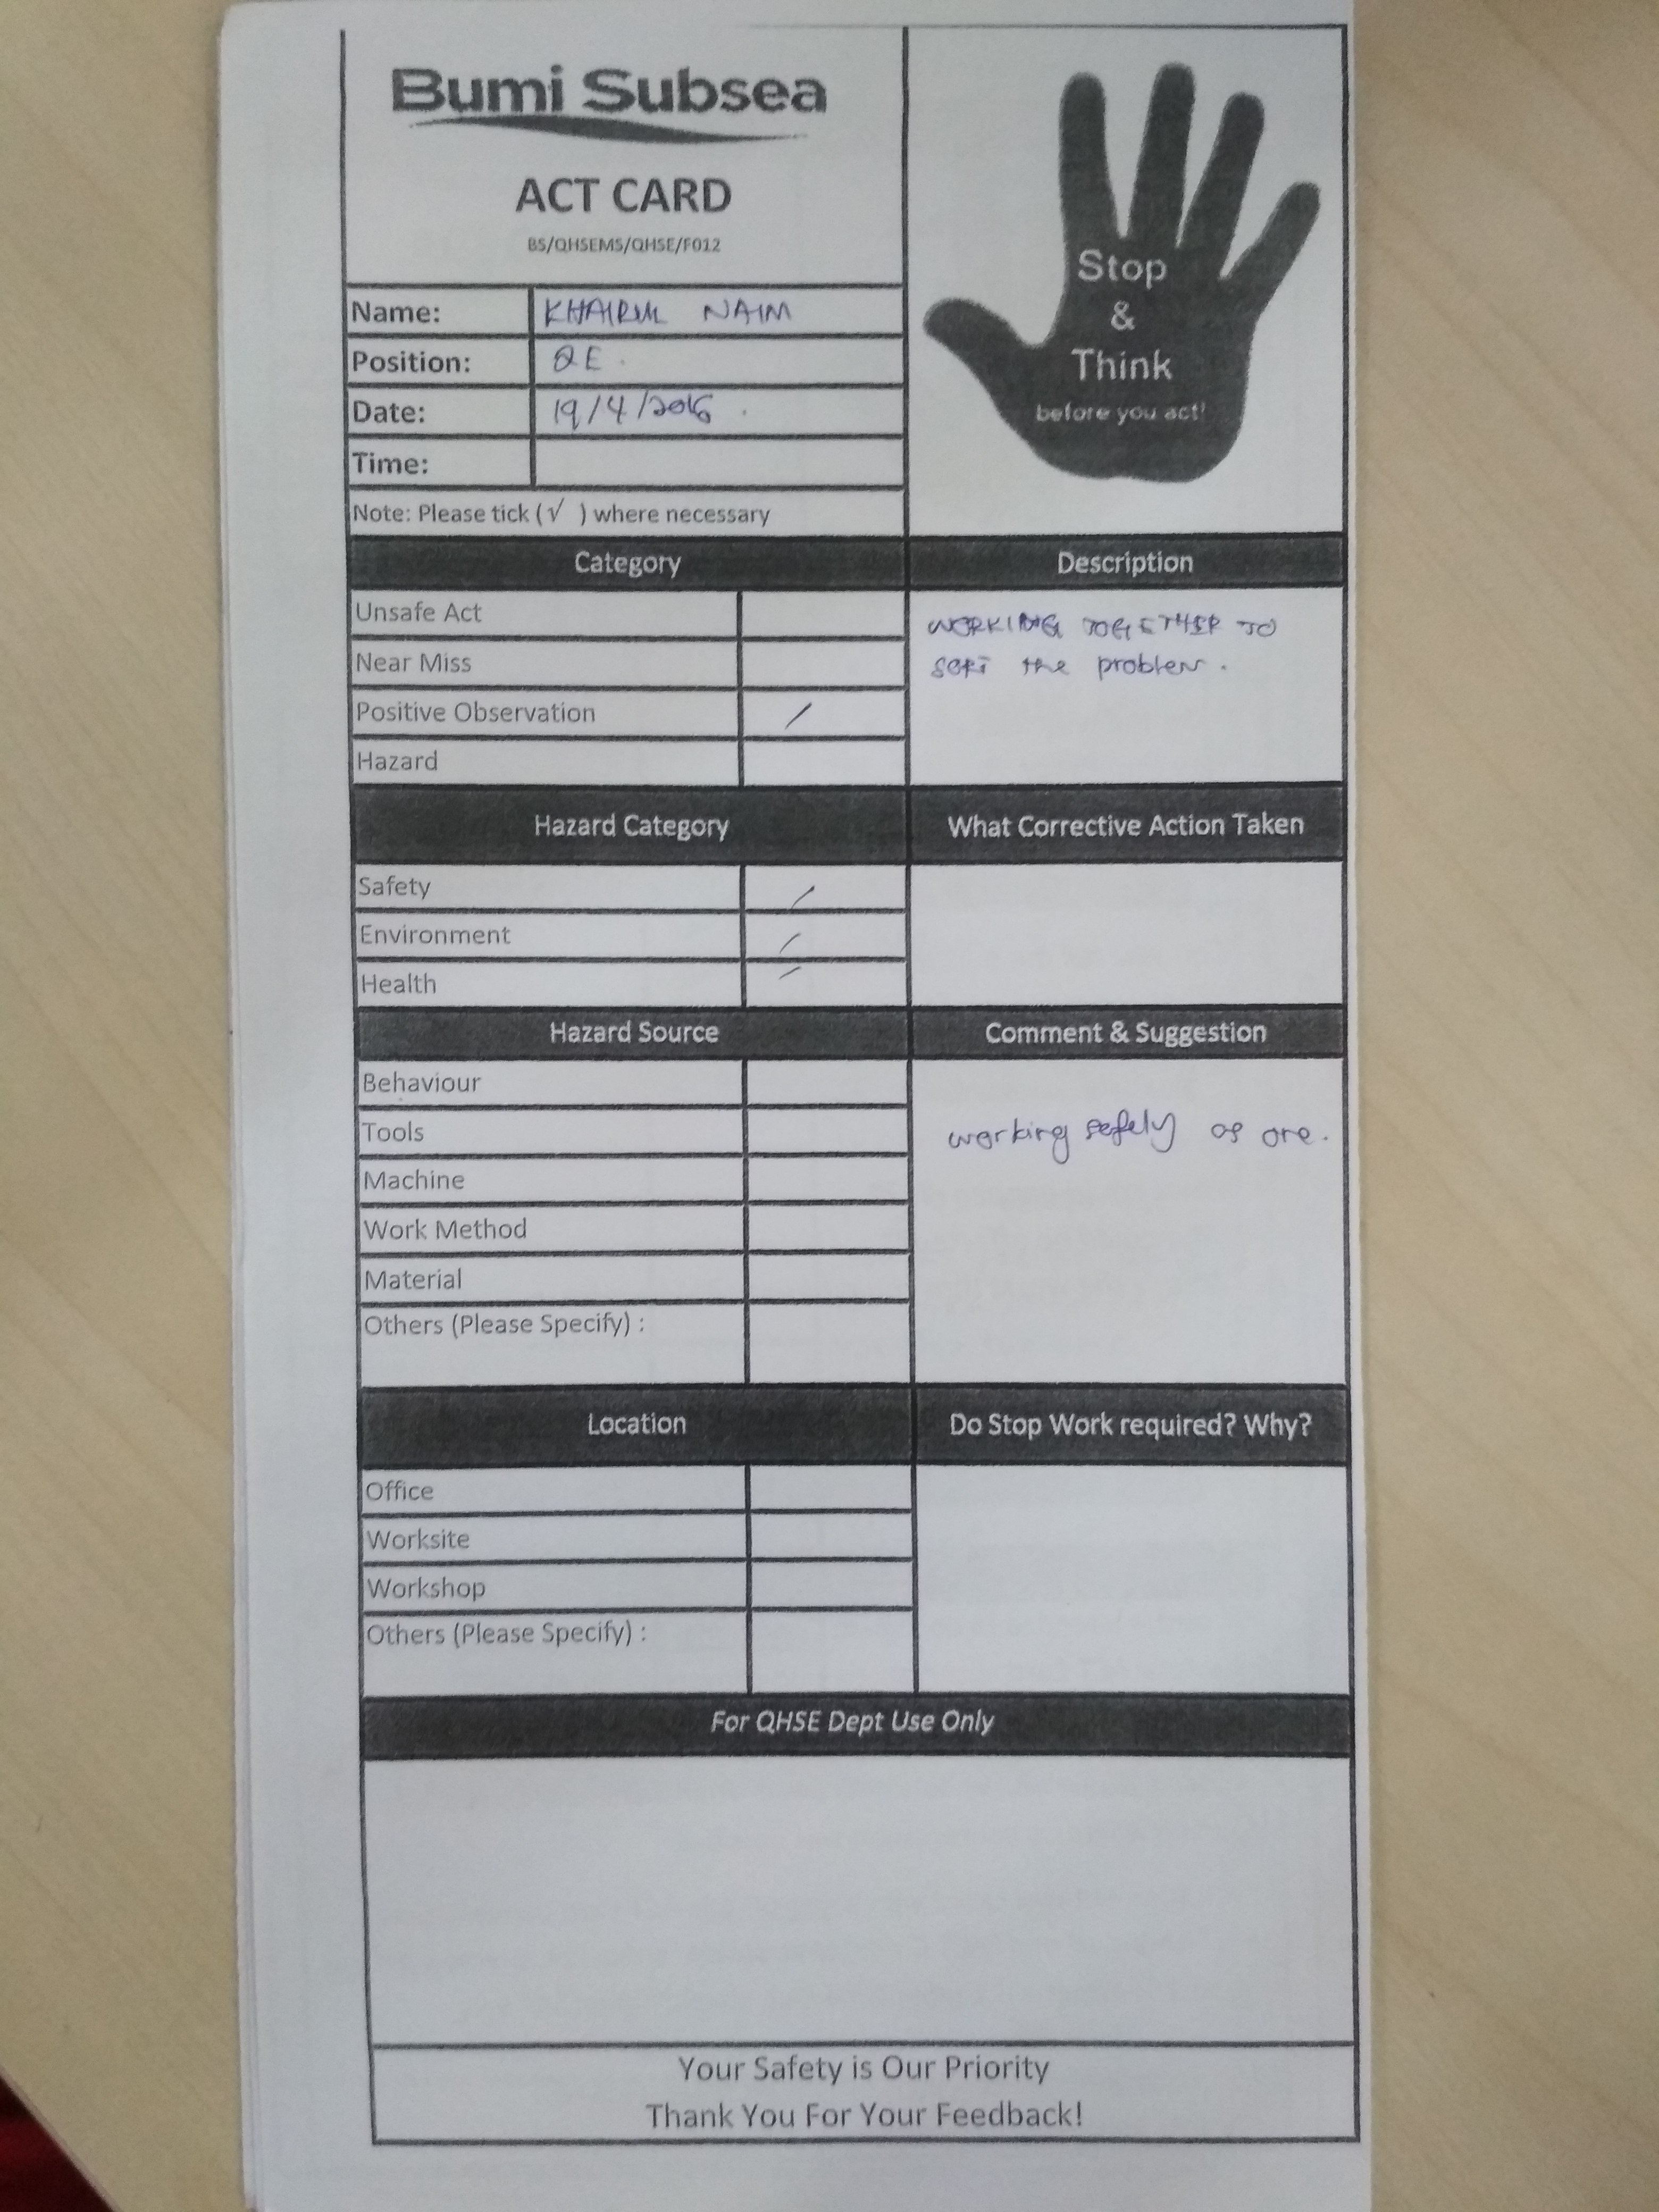 Bumi Subsea
ACT CARD
BS/QHSEMS/QHSE/F012
Stop
&
Think
before you act!
Name: KHAIRUL NAIM
Position: QE.
Date: 19/4/2016.
Time:
Note: Please tick (√ ) where necessary
Category
Description
Unsafe Act
Near Miss
Positive Observation /
Hazard
WORKING TOGETHER TO
SORT the problem.
Hazard Category
What Corrective Action Taken
Safety /
Environment /
Health /
Hazard Source
Comment & Suggestion
Behaviour
Tools
Machine
Work Method
Material
Others (Please Specify) :
working safely as one.
Location
Do Stop Work required? Why?
Office
Worksite
Workshop
Others (Please Specify) :
For QHSE Dept Use Only
Your Safety is Our Priority
Thank You For Your Feedback!